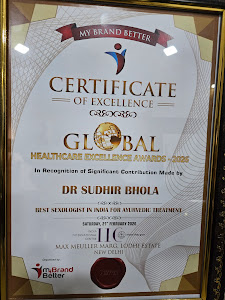 MY BRAND BETTER
CERTIFICATE
OF EXCELLENCE
GLOBAL
HEALTHCARE EXCELLENCE AWARDS - 2025
In Recognition of Significant Contribution Made by
DR SUDHIR BHOLA
BEST SEXOLOGIST IN INDIA FOR AYURVEDIC TREATMENT
MAX MEULLER MARG, LODHI ESTATE
NEW DELHI
my Brand
Better